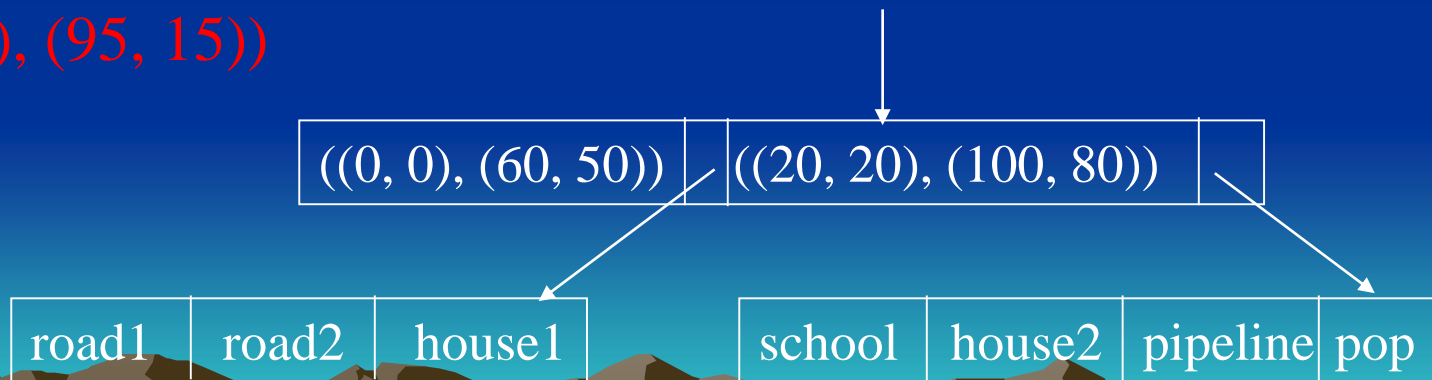 ), (95, 15))
((0, 0), (60, 50)) ((20, 20), (100, 80))
road1 road2 house1 school house2 pipeline pop